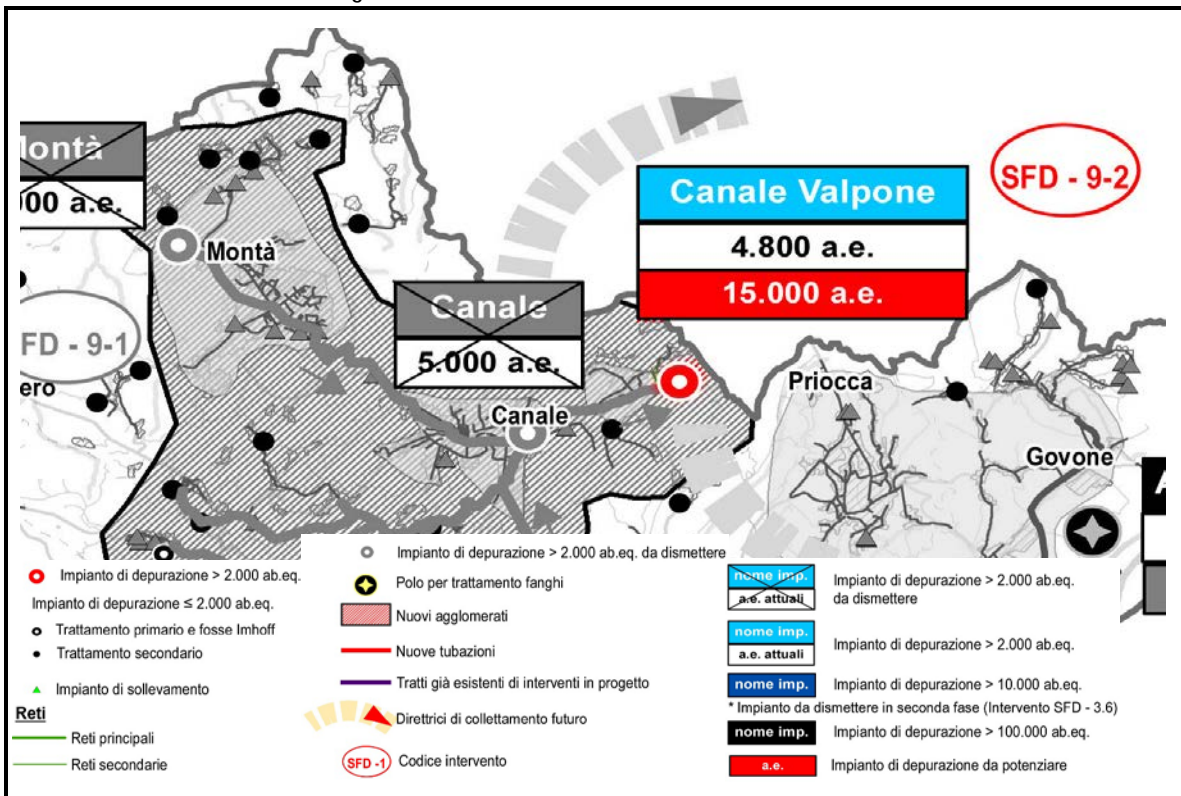 SFD - 9-2
Canale Valpone
4.800 a.e.
15.000 a.e.
Montà
000 a.e.
Montà
Canale
5.000 a.e.
FD - 9-1
ero
Canale
Priocca
Govone
Impianto di depurazione > 2.000 ab.eq.
Impianto di depurazione ≤ 2.000 ab.eq.
Trattamento primario e fosse Imhoff
Trattamento secondario
Impianto di sollevamento
Reti
Reti principali
Reti secondarie
Impianto di depurazione > 2.000 ab.eq. da dismettere
Polo per trattamento fanghi
Nuovi agglomerati
Nuove tubazioni
Tratti già esistenti di interventi in progetto
Direttrici di collettamento futuro
SFD -1 Codice intervento
nome imp.
a.e. attuali
Impianto di depurazione > 2.000 ab.eq.
da dismettere
nome imp.
a.e. attuali
Impianto di depurazione > 2.000 ab.eq.
nome imp. Impianto di depurazione > 10.000 ab.eq.
* Impianto da dismettere in seconda fase (Intervento SFD - 3.6)
nome imp. Impianto di depurazione > 100.000 ab.eq.
a.e. Impianto di depurazione da potenziare